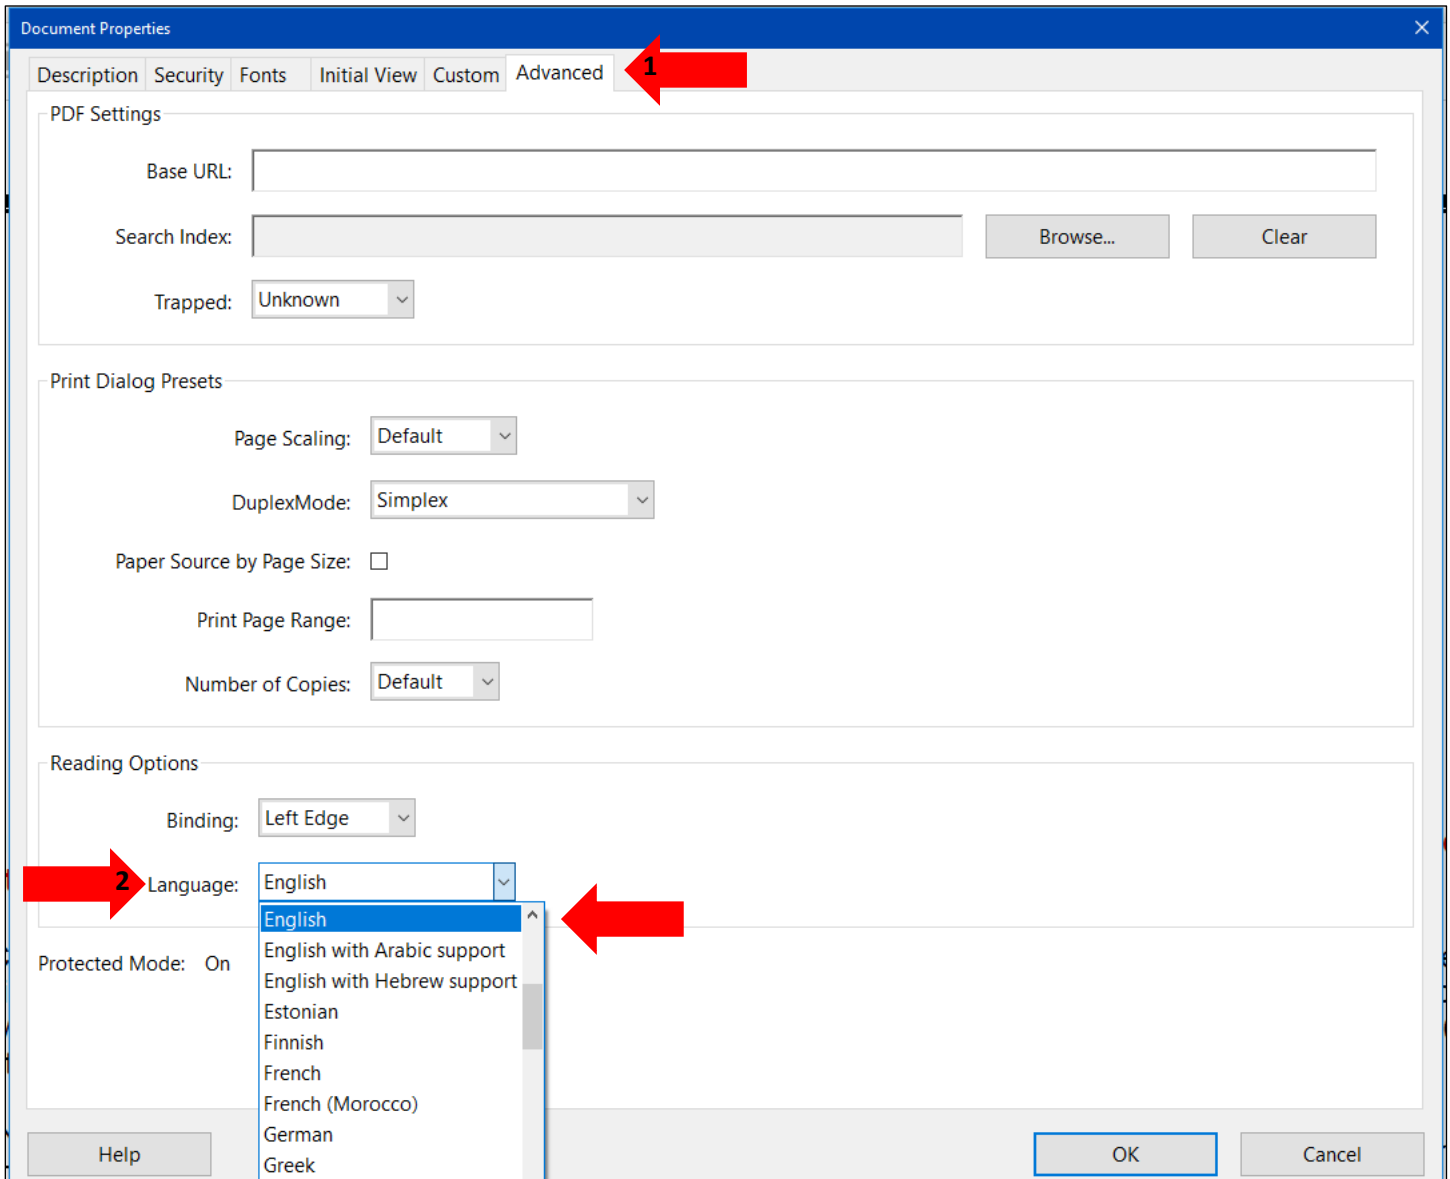 Document Properties
Description Security Fonts Initial View Custom Advanced 1
PDF Settings
Base URL:
Search Index: Browse... Clear
Trapped: Unknown
Print Dialog Presets
Page Scaling: Default
DuplexMode: Simplex
Paper Source by Page Size:
Print Page Range:
Number of Copies: Default
Reading Options
Binding: Left Edge
2 Language: English
English
English with Arabic support
English with Hebrew support
Estonian
Finnish
French
French (Morocco)
German
Greek
Protected Mode: On
Help OK Cancel